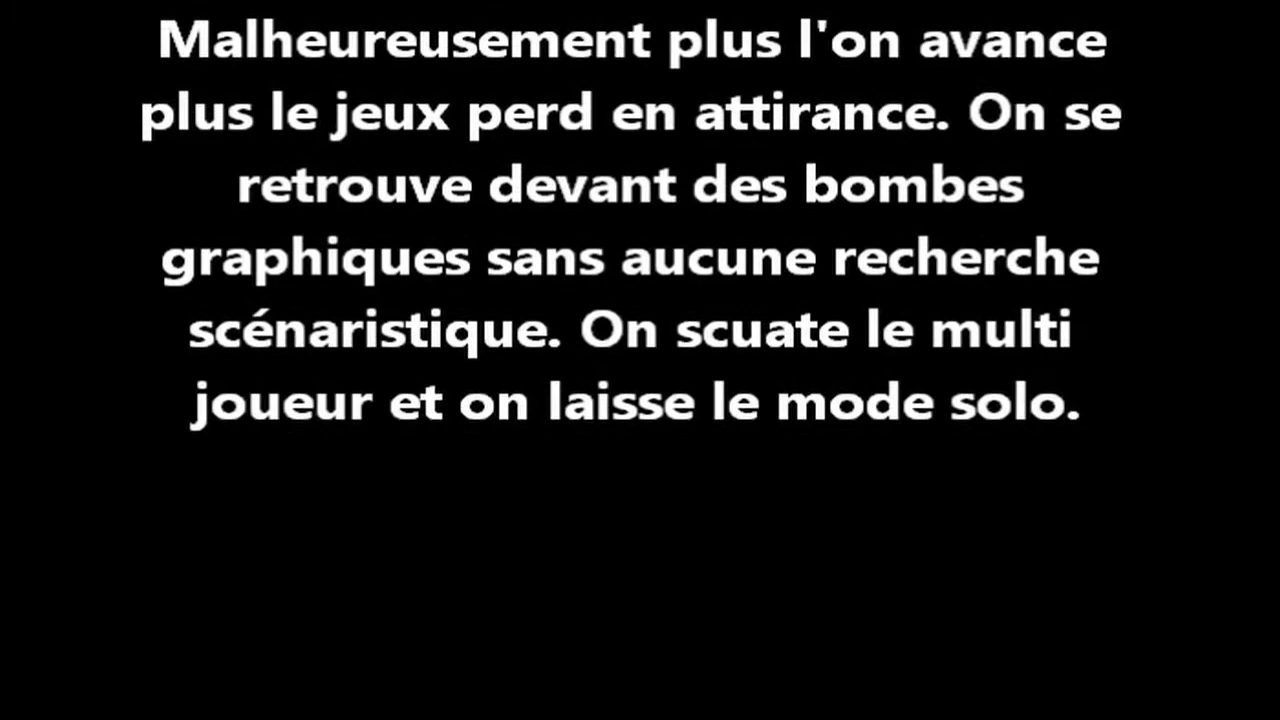 Malheureusement plus l'on avance
plus le jeux perd en attirance. On se
retrouve devant des bombes
graphiques sans aucune recherche
scénaristique. On scuate le multi
joueur et on laisse le mode solo.